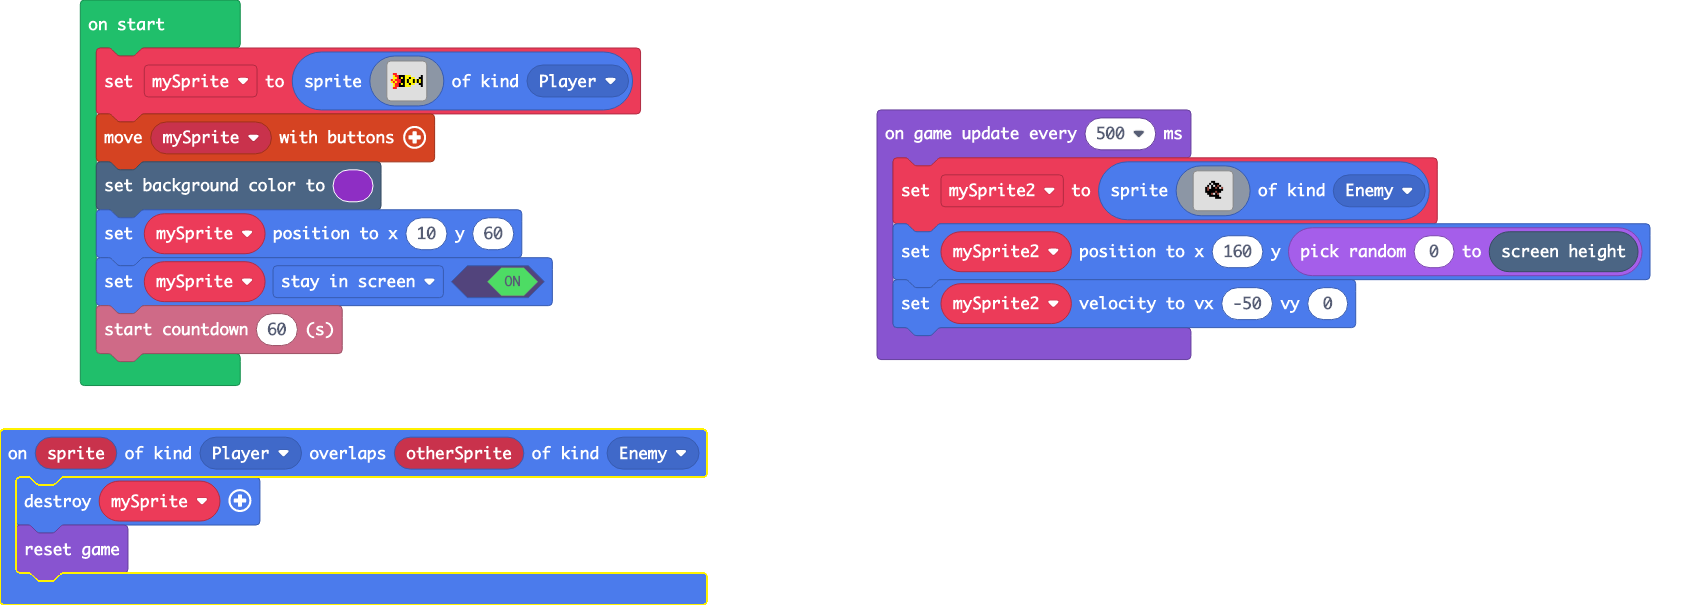 on start
set mySprite to sprite of kind Player
move mySprite with buttons
set background color to
set mySprite position to x 10 y 60
set mySprite stay in screen ON
start countdown 60 (s)
on game update every 500 ms
set mySprite2 to sprite of kind Enemy
set mySprite2 position to x 160 y pick random 0 to screen height
set mySprite2 velocity to vx -50 vy 0
on sprite of kind Player overlaps otherSprite of kind Enemy
destroy mySprite
reset game